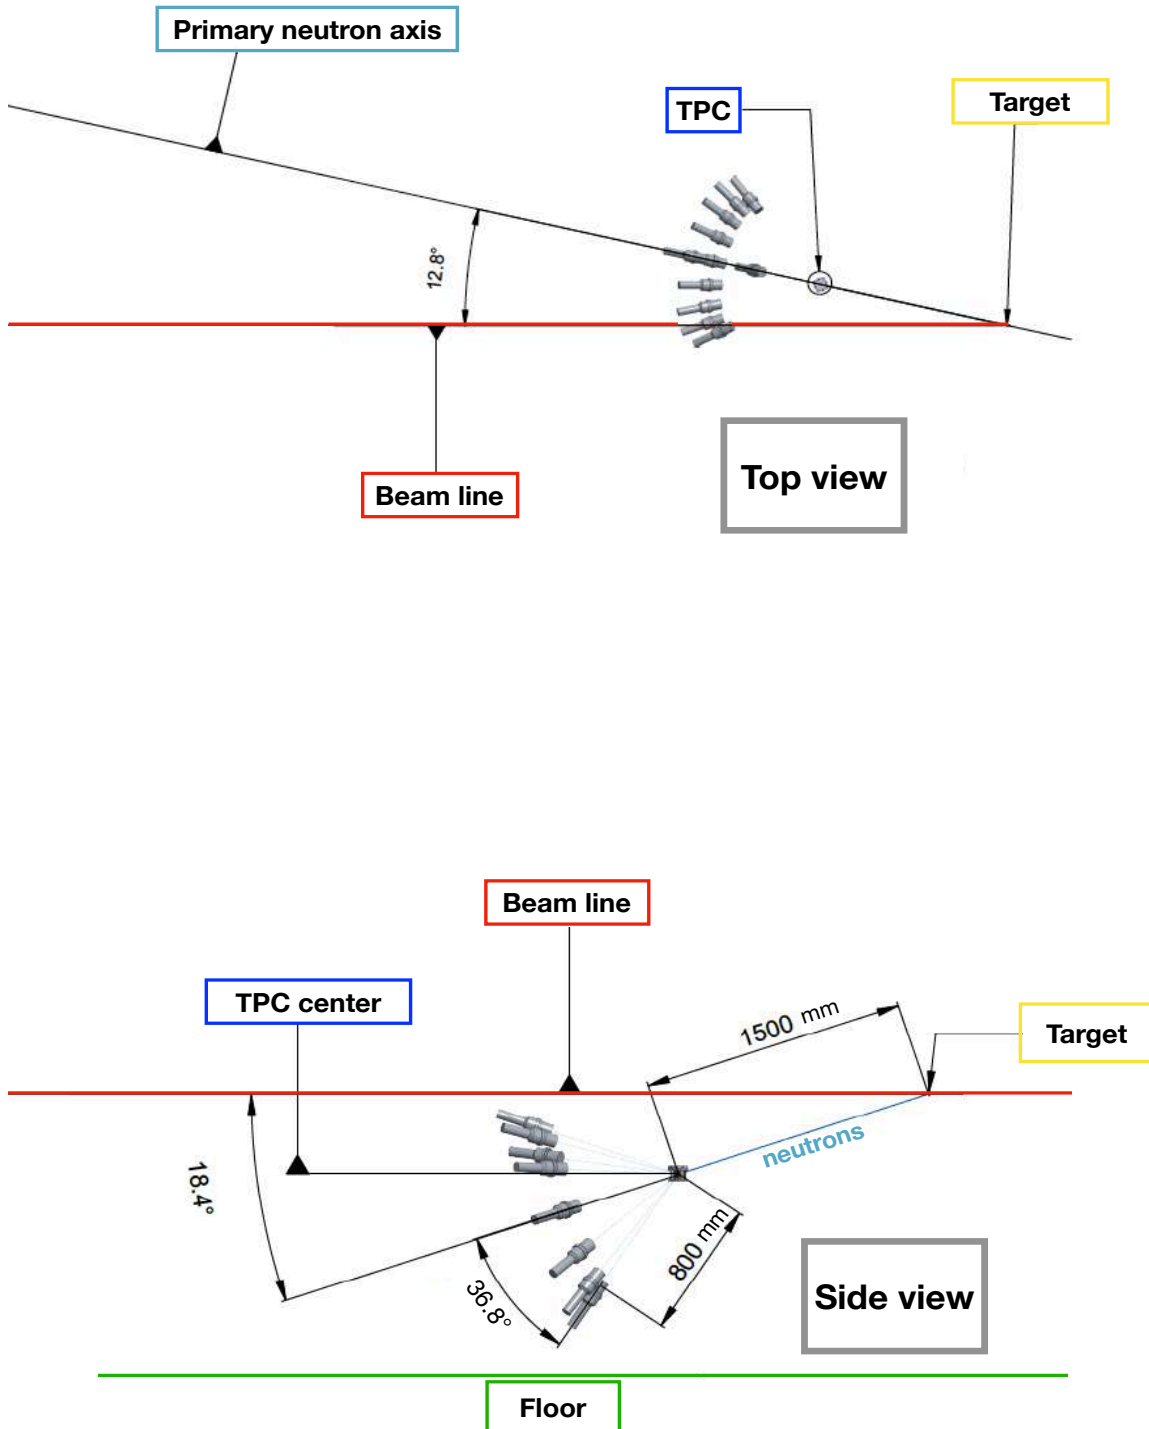 Primary neutron axis
TPC
Target
12.8°
Beam line
Top view
Beam line
TPC center
1500 mm
Target
neutrons
18.4°
800 mm
36.8°
Side view
Floor